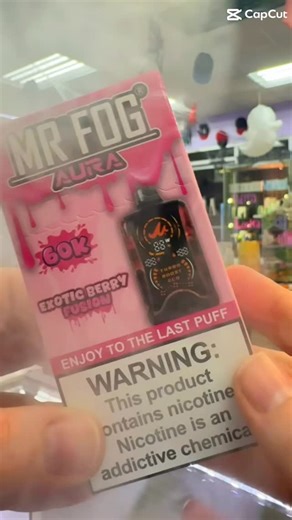 CapCut
MR FOG®
AURA
60K
EXOTIC BERRY
FUSION
ENJOY TO THE LAST PUFF
WARNING:
This product
contains nicotine
Nicotine is an
addictive chemica